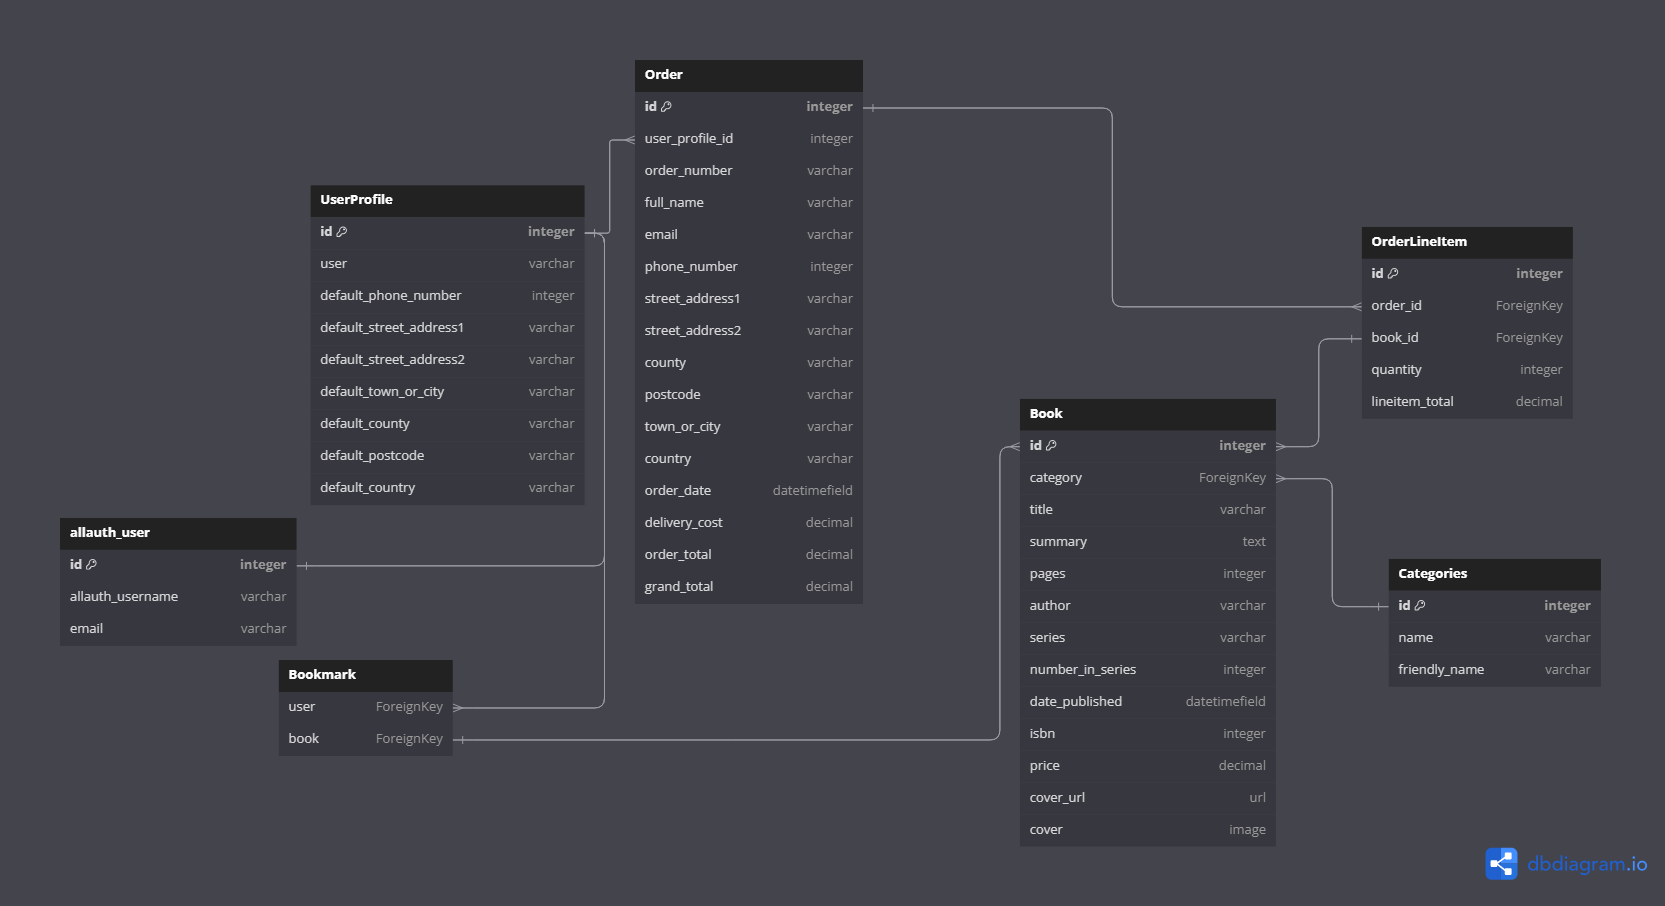 Order
id integer
user_profile_id integer
order_number varchar
full_name varchar
email varchar
phone_number integer
street_address1 varchar
street_address2 varchar
county varchar
postcode varchar
town_or_city varchar
country varchar
order_date datetimefield
delivery_cost decimal
order_total decimal
grand_total decimal
UserProfile
id integer
user varchar
default_phone_number integer
default_street_address1 varchar
default_street_address2 varchar
default_town_or_city varchar
default_county varchar
default_postcode varchar
default_country varchar
OrderLineItem
id integer
order_id ForeignKey
book_id ForeignKey
quantity integer
lineitem_total decimal
Book
id integer
category ForeignKey
title varchar
summary text
pages integer
author varchar
series varchar
number_in_series integer
date_published datetimefield
isbn integer
price decimal
cover_url url
cover image
allauth_user
id integer
allauth_username varchar
email varchar
Categories
id integer
name varchar
friendly_name varchar
Bookmark
user ForeignKey
book ForeignKey
dbdiagram.io